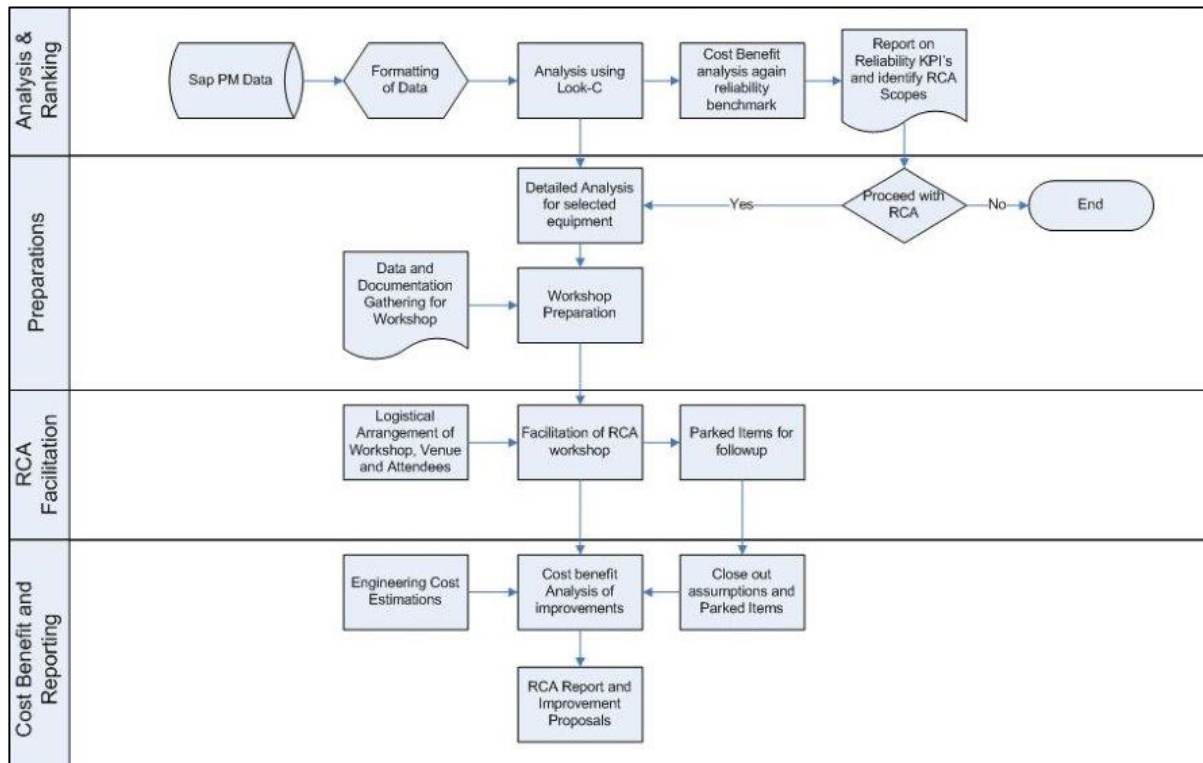 Analysis &
Ranking
Sap PM Data
Formatting
of Data
Analysis using
Look-C
Cost Benefit
analysis again
reliability
benchmark
Report on
Reliability KPI's
and identify RCA
Scopes
Preparations
Detailed Analysis
for selected
equipment
Yes
Proceed with
RCA
No
End
Data and
Documentation
Gathering for
Workshop
Workshop
Preparation
RCA
Facilitation
Logistical
Arrangement of
Workshop, Venue
and Attendees
Facilitation of RCA
workshop
Parked Items for
followup
Cost Benefit and
Reporting
Engineering Cost
Estimations
Cost benefit
Analysis of
improvements
Close out
assumptions and
Parked Items
RCA Report and
Improvement
Proposals